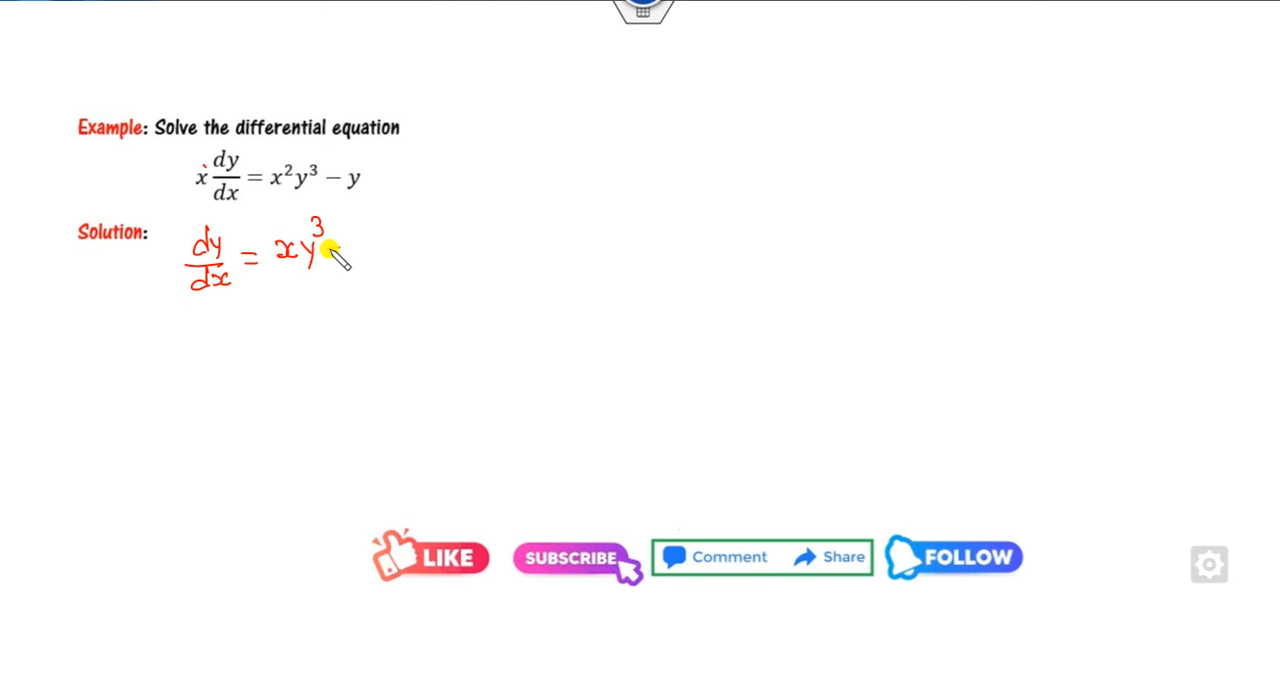 Example: Solve the differential equation
x dy/dx = x²y³ − y
Solution:
dy/dx = xy³
LIKE
SUBSCRIBE
Comment
Share
FOLLOW